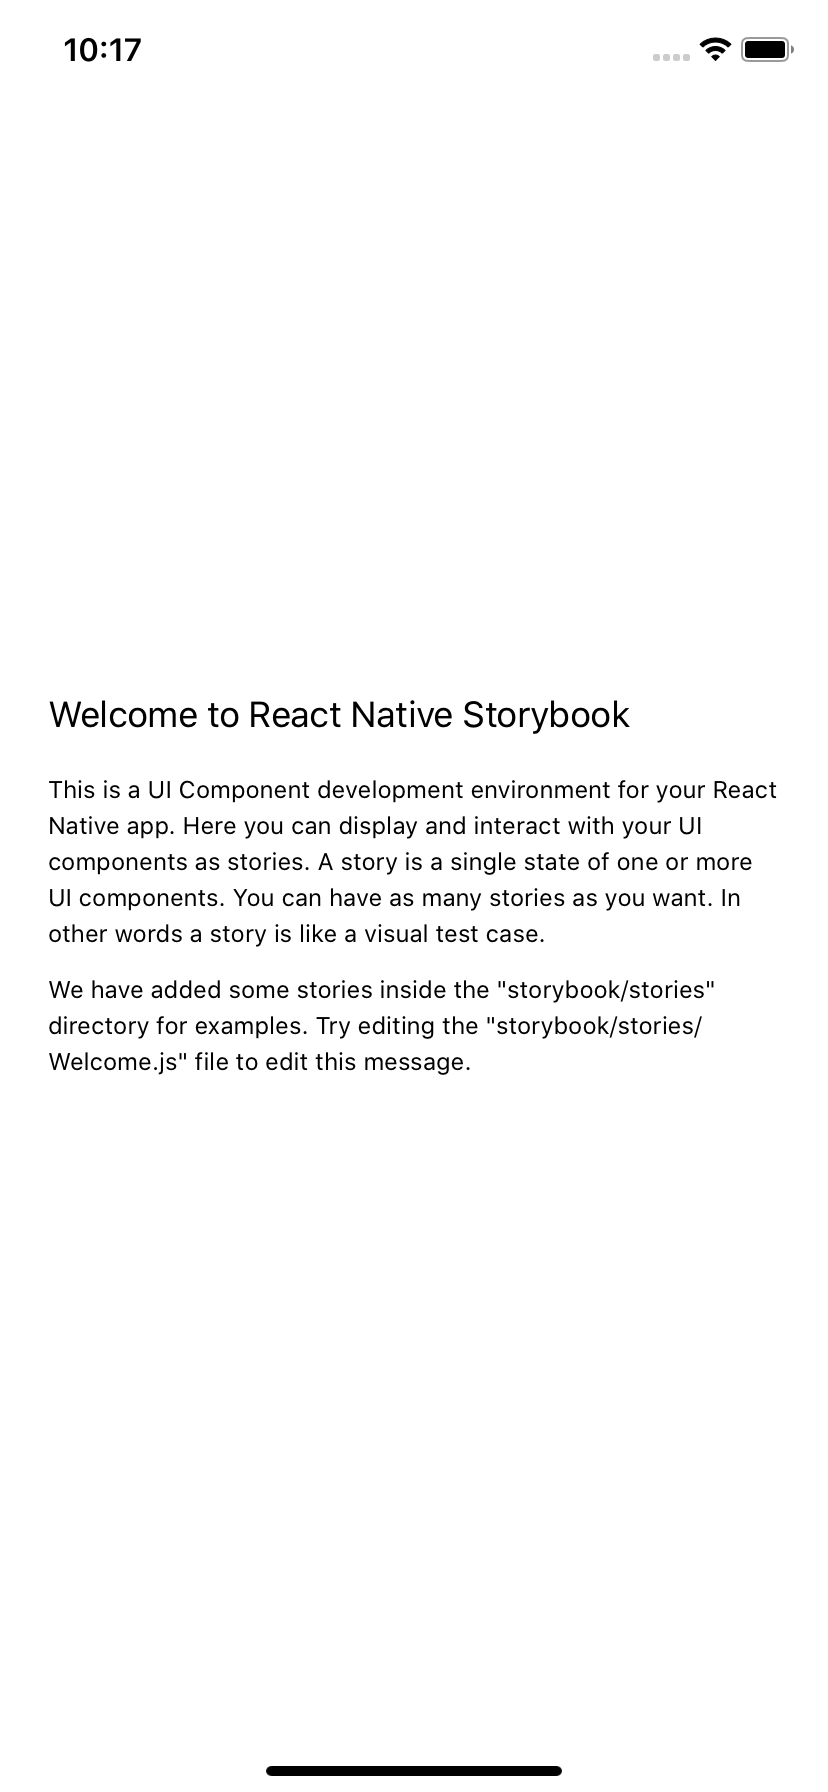 10:17
Welcome to React Native Storybook
This is a UI Component development environment for your React
Native app. Here you can display and interact with your UI
components as stories. A story is a single state of one or more
UI components. You can have as many stories as you want. In
other words a story is like a visual test case.
We have added some stories inside the "storybook/stories"
directory for examples. Try editing the "storybook/stories/
Welcome.js" file to edit this message.